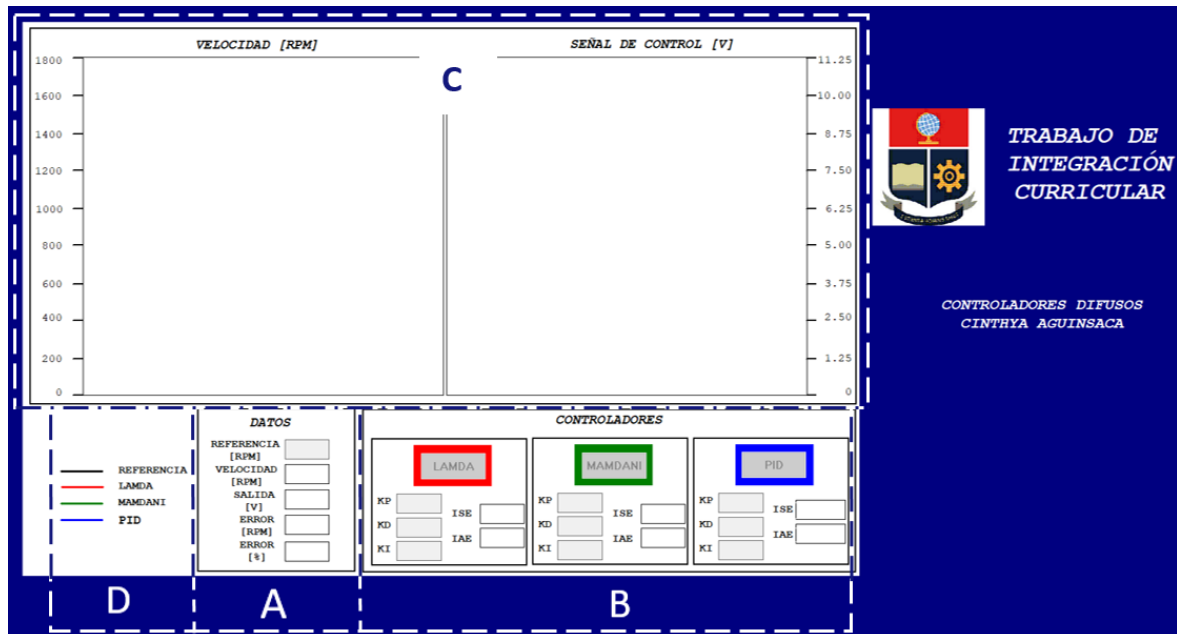 VELOCIDAD [RPM]
SEÑAL DE CONTROL [V]
C
1800
1600
1400
1200
1000
800
600
400
200
0
11.25
10.00
8.75
7.50
6.25
5.00
3.75
2.50
1.25
0
TRABAJO DE
INTEGRACIÓN
CURRICULAR
CONTROLADORES DIFUSOS
CINTHYA AGUINSACA
REFERENCIA
LAMDA
MAMDANI
PID
DATOS
REFERENCIA
[RPM]
VELOCIDAD
[RPM]
SALIDA
[V]
ERROR
[RPM]
ERROR
[%]
CONTROLADORES
LAMDA
KP
KD
KI
ISE
IAE
MAMDANI
KP
KD
KI
ISE
IAE
PID
KP
KD
KI
ISE
IAE
D
A
B